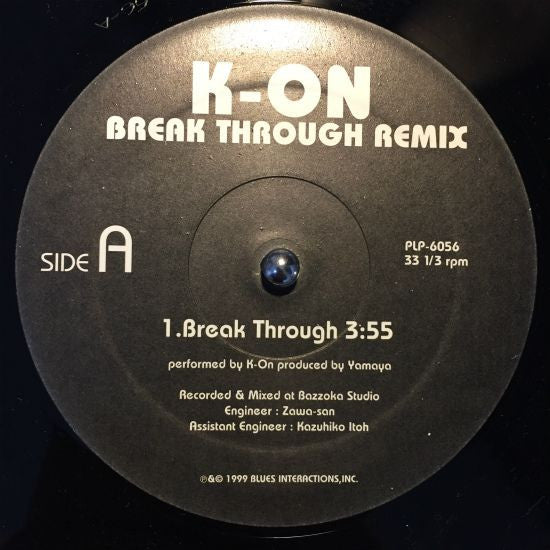 K-ON
BREAK THROUGH REMIX
SIDE A
PLP-6056
33 1/3 rpm
1.Break Through 3:55
performed by K-On produced by Yamaya
Recorded & Mixed at Bazzoka Studio
Engineer : Zawa-san
Assistant Engineer : Kazuhiko Itoh
℗&© 1999 BLUES INTERACTIONS,INC.